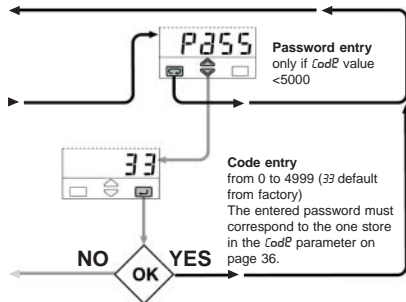 PASS
Password entry
only if Code value
<5000
33
Code entry
from 0 to 4999 (33 default
from factory)
The entered password must
correspond to the one store
in the Code parameter on
page 36.
NO
OK
YES